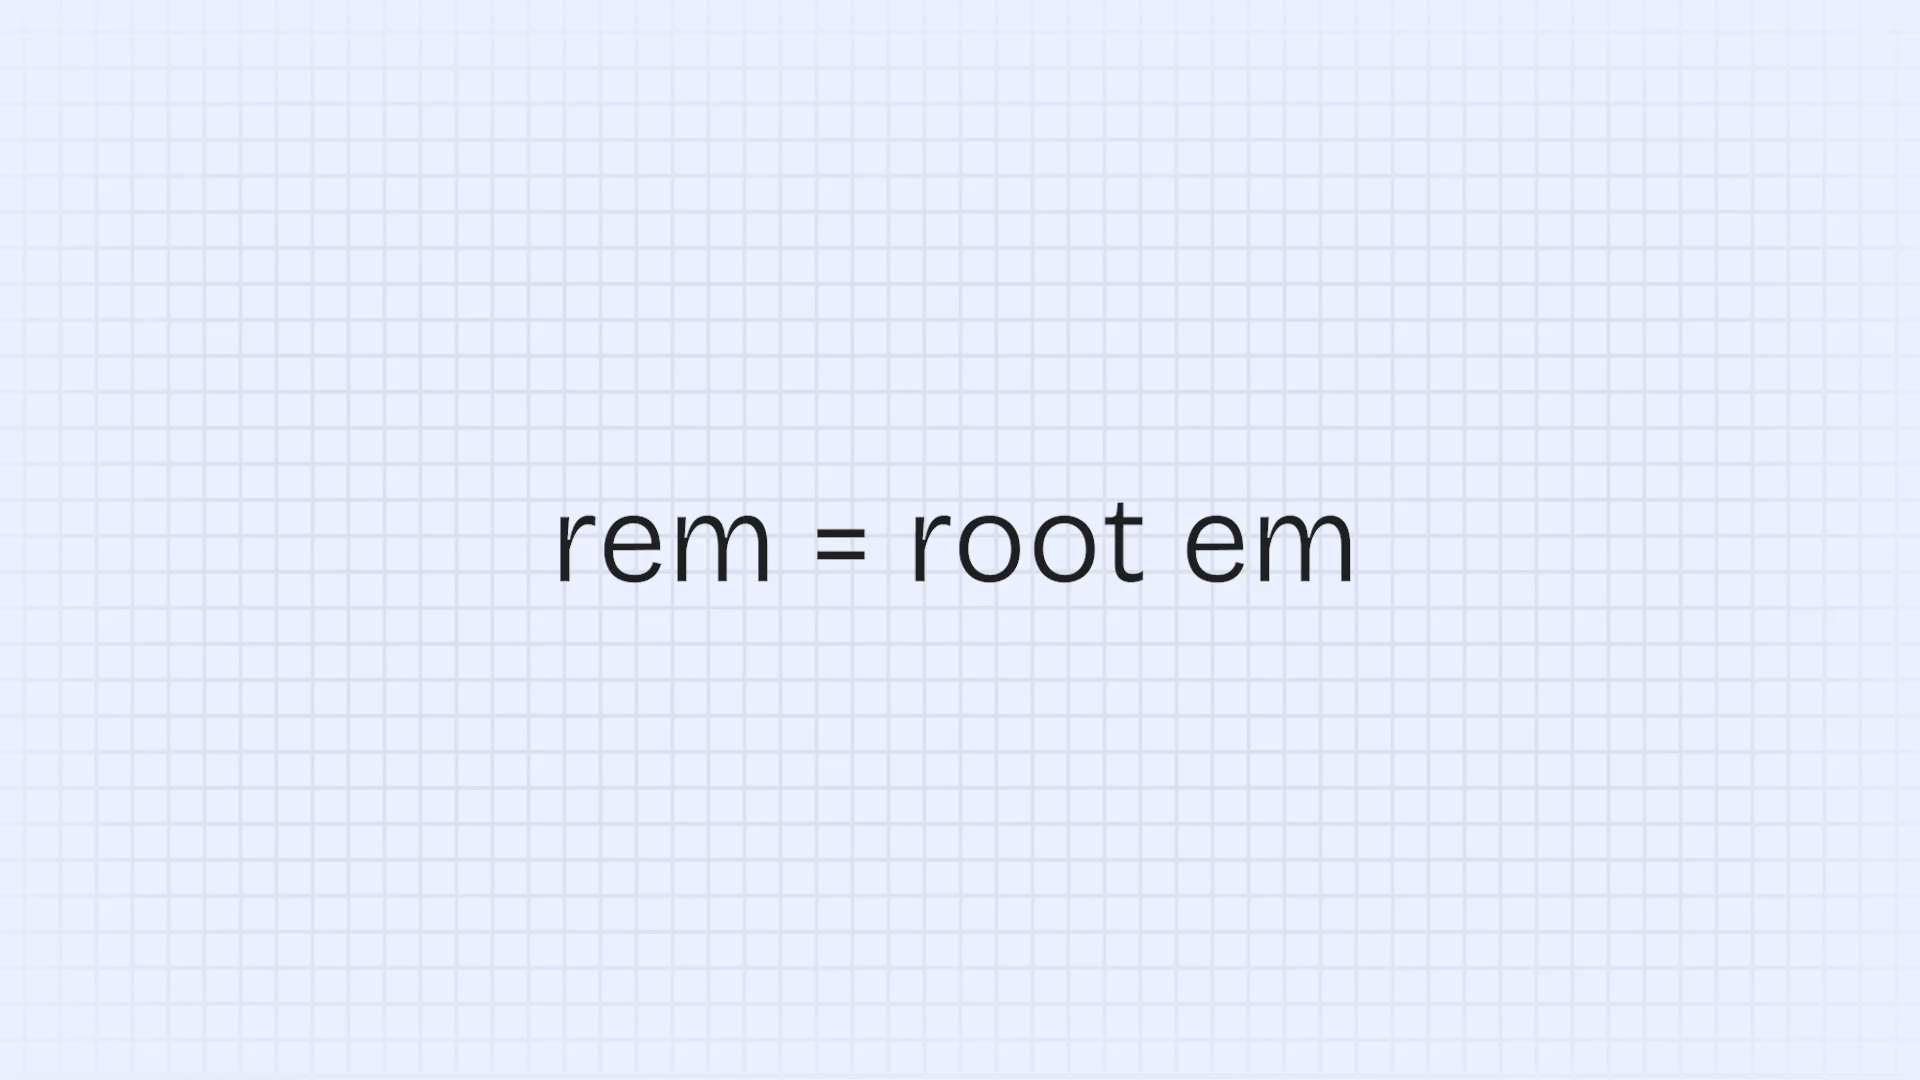 rem = root em